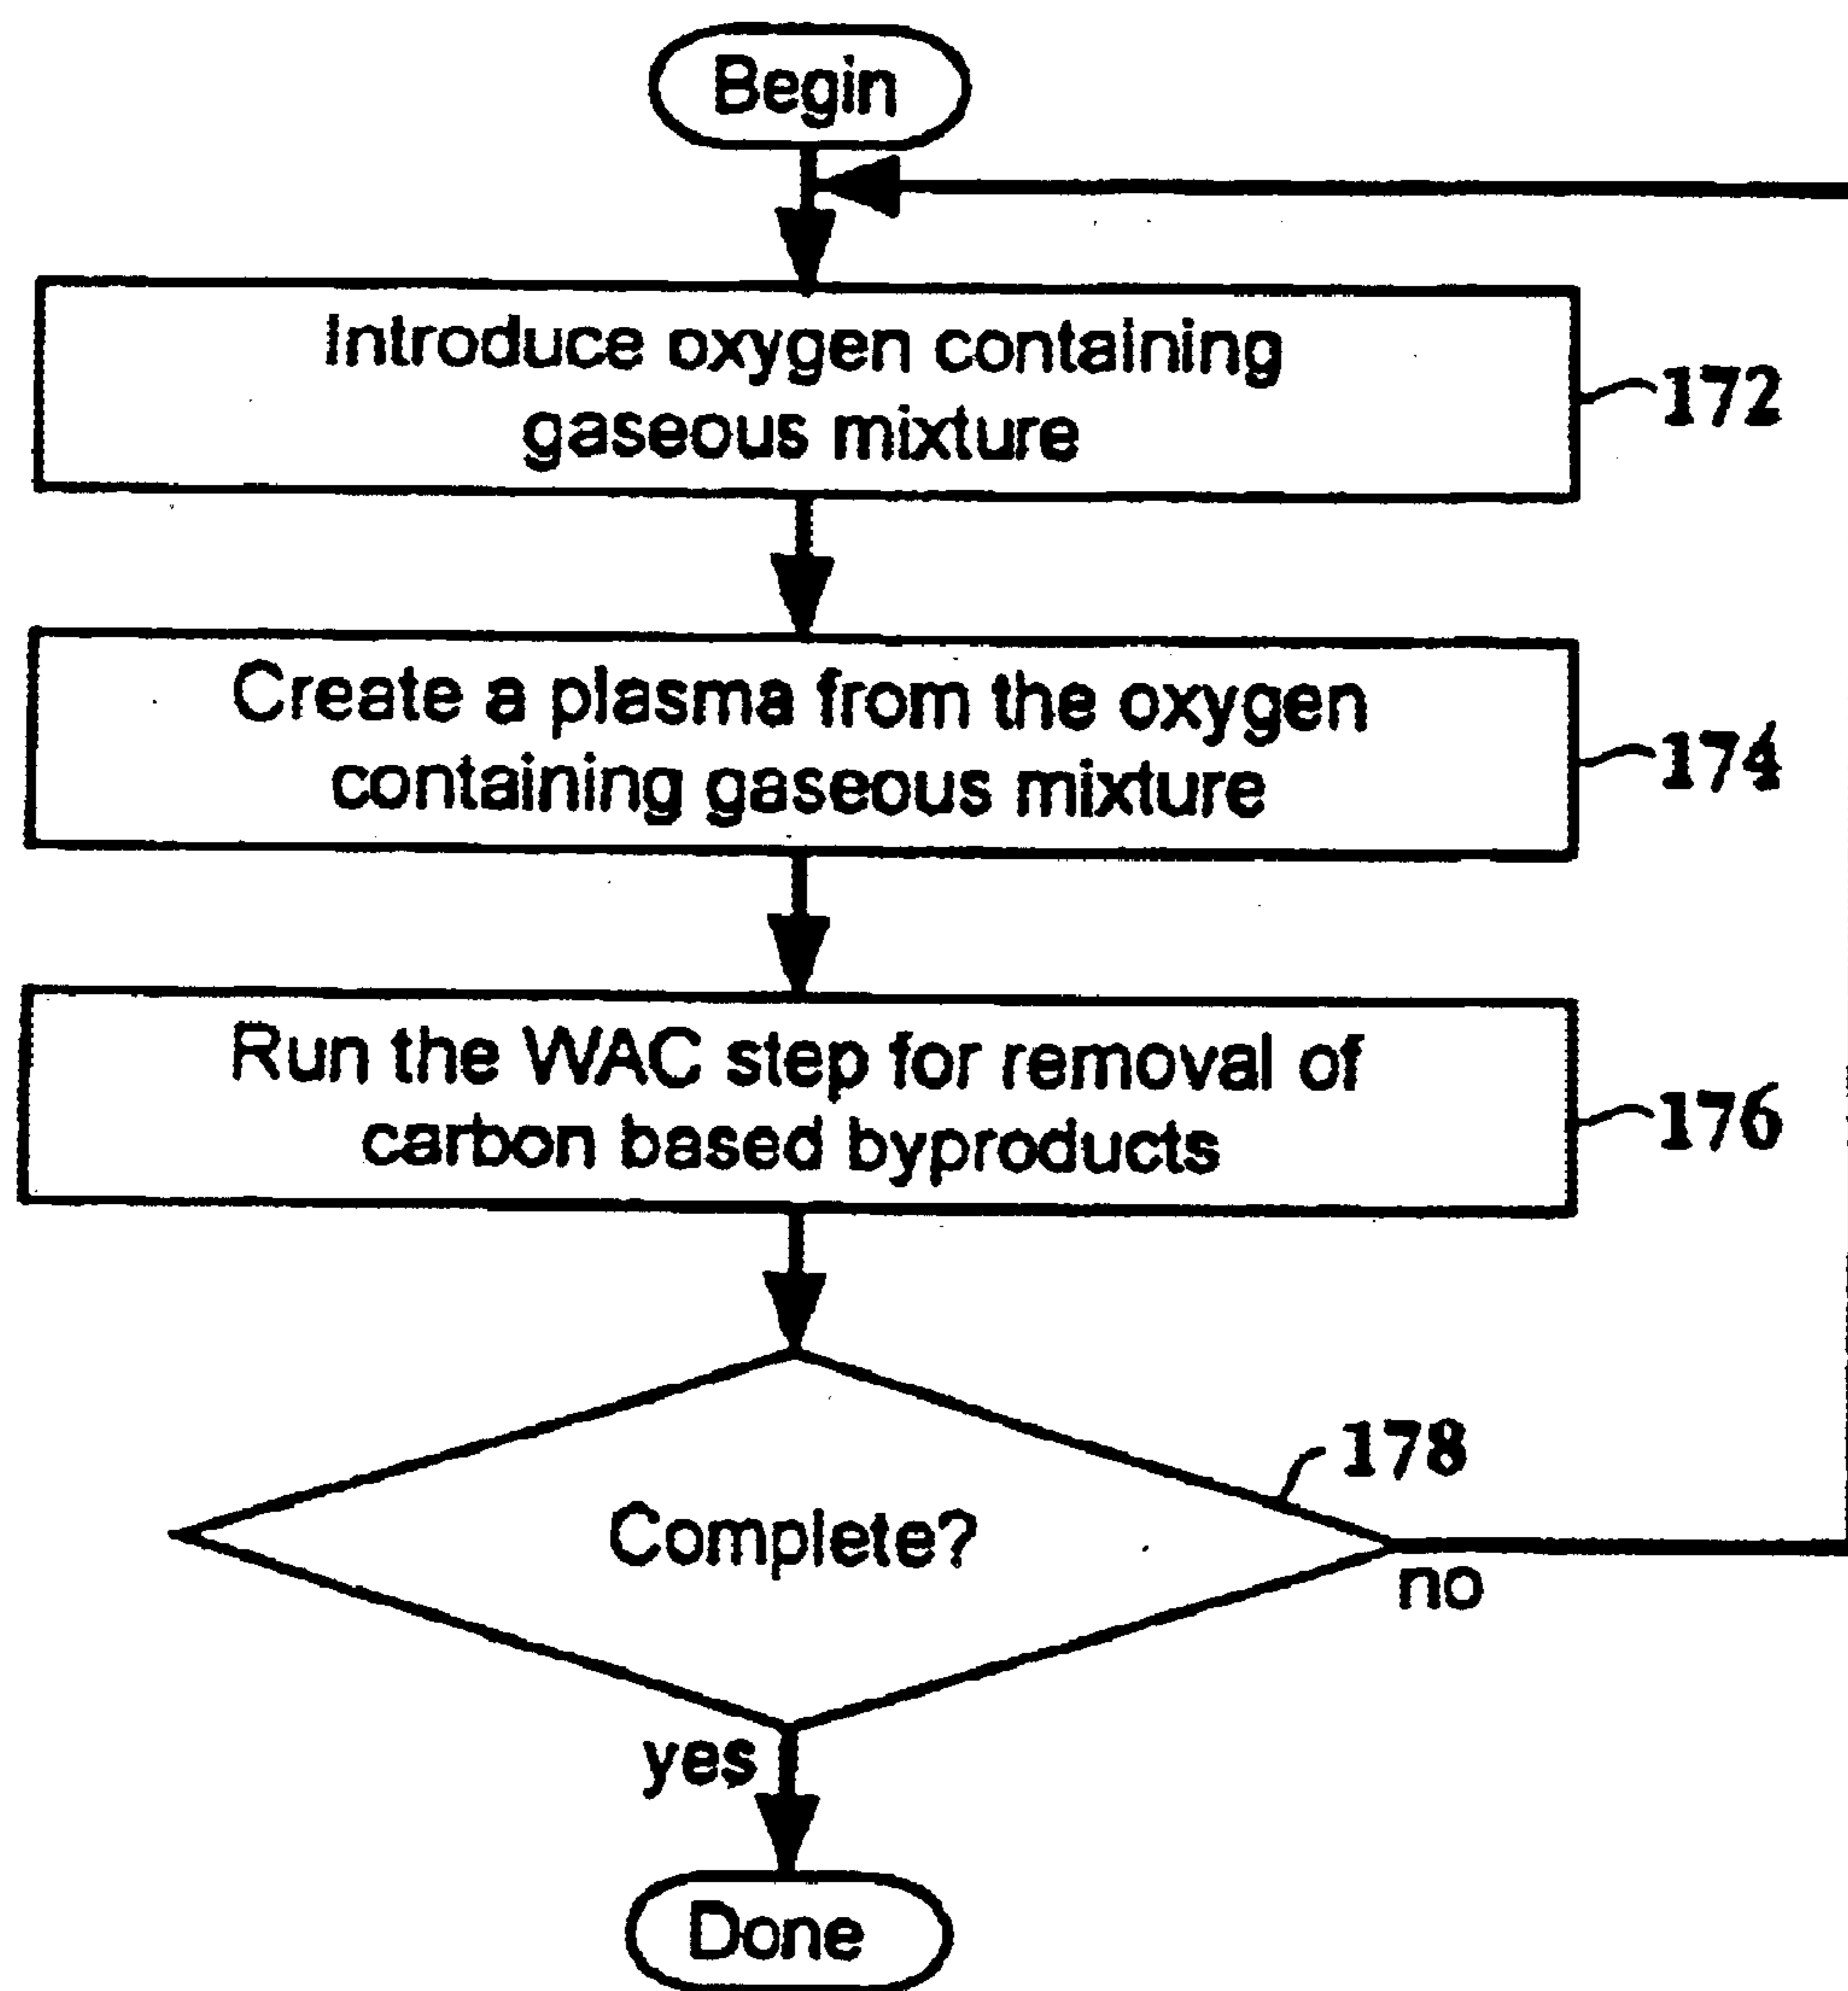 Begin
Introduce oxygen containing
gaseous mixture
172
Create a plasma from the oxygen
containing gaseous mixture
174
Run the WAC step for removal of
carbon based byproducts
176
178
Complete?
no
yes
Done